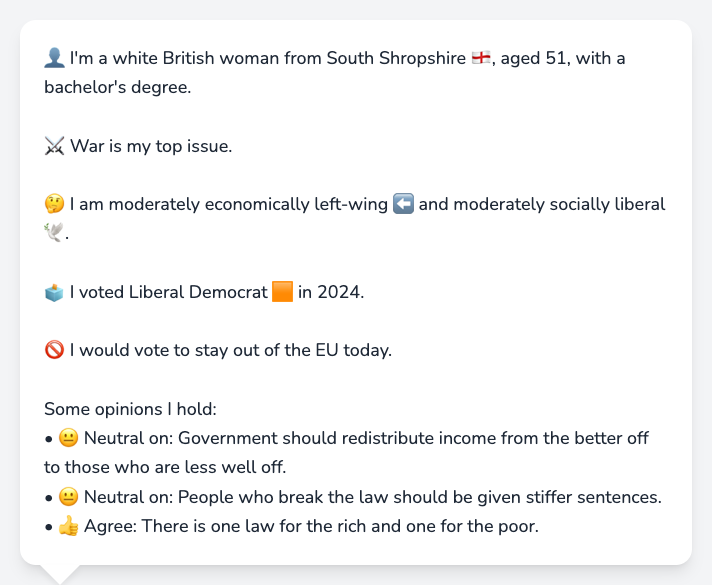 👤 I'm a white British woman from South Shropshire 🏴󠁧󠁢󠁥󠁮󠁧󠁿, aged 51, with a
bachelor's degree.
⚔️ War is my top issue.
🤔 I am moderately economically left-wing ⬅️ and moderately socially liberal
🕊️.
🗳️ I voted Liberal Democrat 🟧 in 2024.
🚫 I would vote to stay out of the EU today.
Some opinions I hold:
• 😐 Neutral on: Government should redistribute income from the better off
to those who are less well off.
• 😐 Neutral on: People who break the law should be given stiffer sentences.
• 👍 Agree: There is one law for the rich and one for the poor.